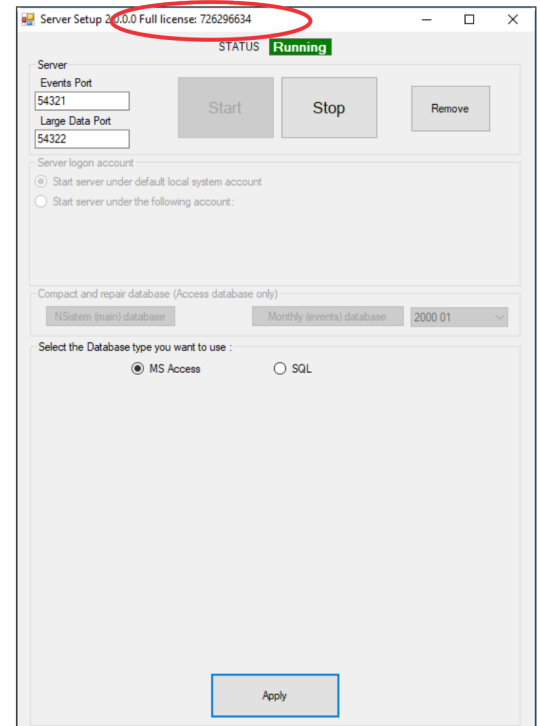 Server Setup 2.0.0.0 Full license: 726296634
STATUS Running
Server
Events Port
54321
Large Data Port
54322
Start
Stop
Remove
Server logon account
Start server under default local system account
Start server under the following account:
Compact and repair database (Access database only)
NSistem (main) database
Monthly (events) database
2000 01
Select the Database type you want to use :
MS Access
SQL
Apply